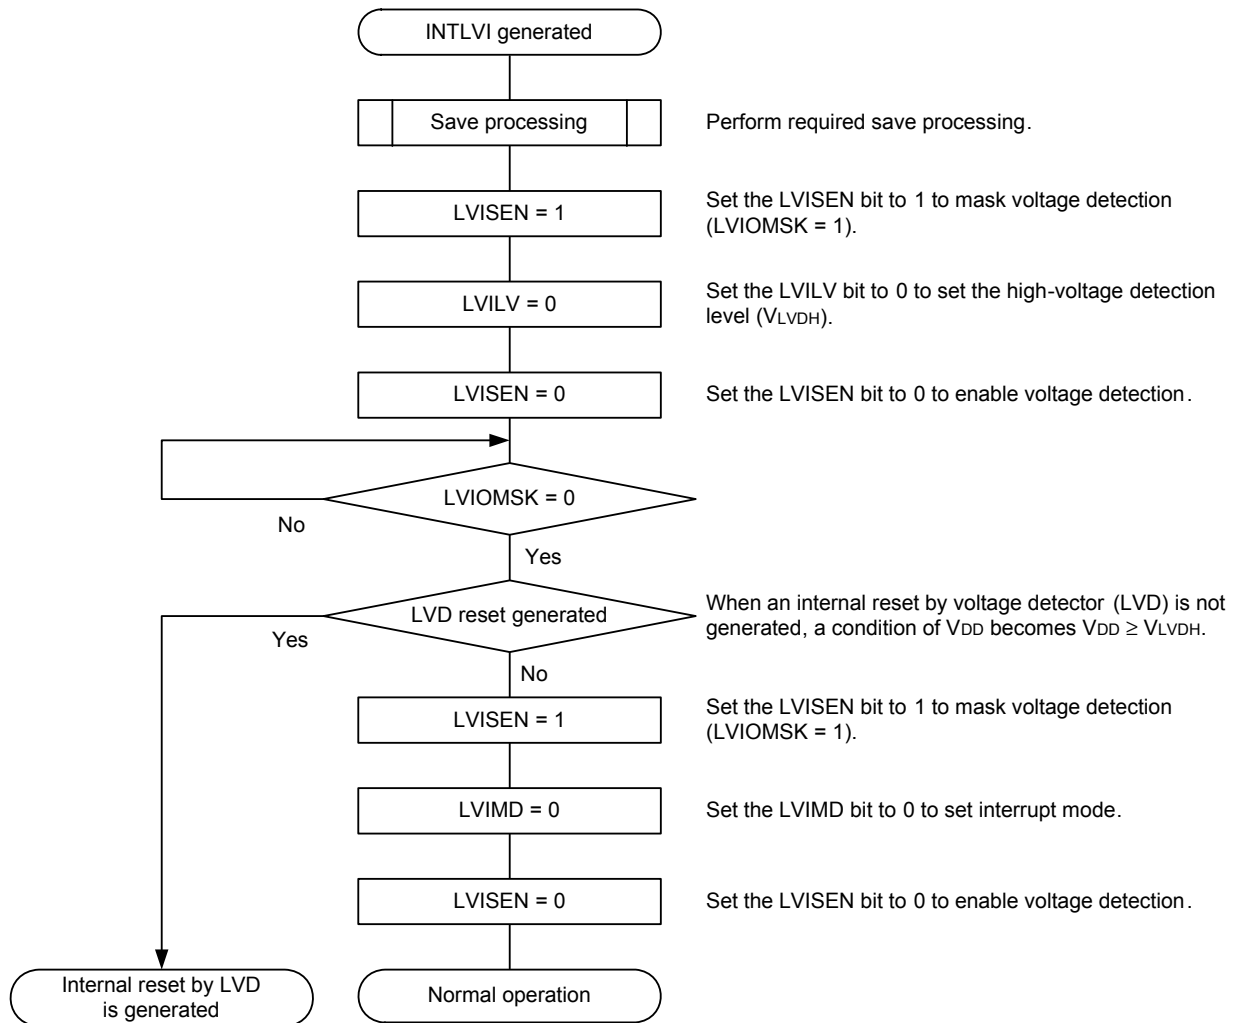 INTLVI generated
Save processing
Perform required save processing.
LVISEN = 1
Set the LVISEN bit to 1 to mask voltage detection
(LVIOMSK = 1).
LVILV = 0
Set the LVILV bit to 0 to set the high-voltage detection
level (VLVDH).
LVISEN = 0
Set the LVISEN bit to 0 to enable voltage detection.
LVIOMSK = 0
No
Yes
LVD reset generated
When an internal reset by voltage detector (LVD) is not
generated, a condition of VDD becomes VDD ≥ VLVDH.
Yes
No
LVISEN = 1
Set the LVISEN bit to 1 to mask voltage detection
(LVIOMSK = 1).
LVIMD = 0
Set the LVIMD bit to 0 to set interrupt mode.
LVISEN = 0
Set the LVISEN bit to 0 to enable voltage detection.
Internal reset by LVD
is generated
Normal operation